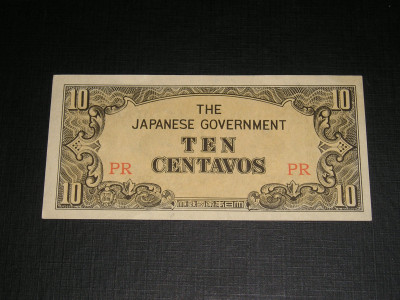 10 10
THE
JAPANESE GOVERNMENT
TEN
PR PR
CENTAVOS
10 10